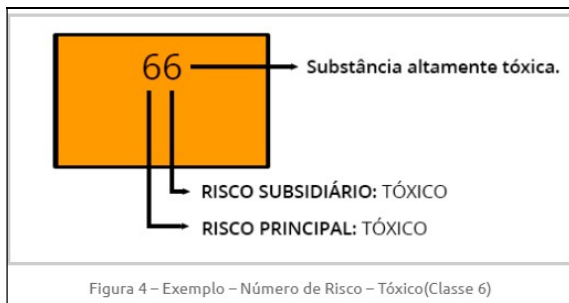 66
Substância altamente tóxica.
RISCO SUBSIDIÁRIO: TÓXICO
RISCO PRINCIPAL: TÓXICO
Figura 4 – Exemplo – Número de Risco – Tóxico(Classe 6)